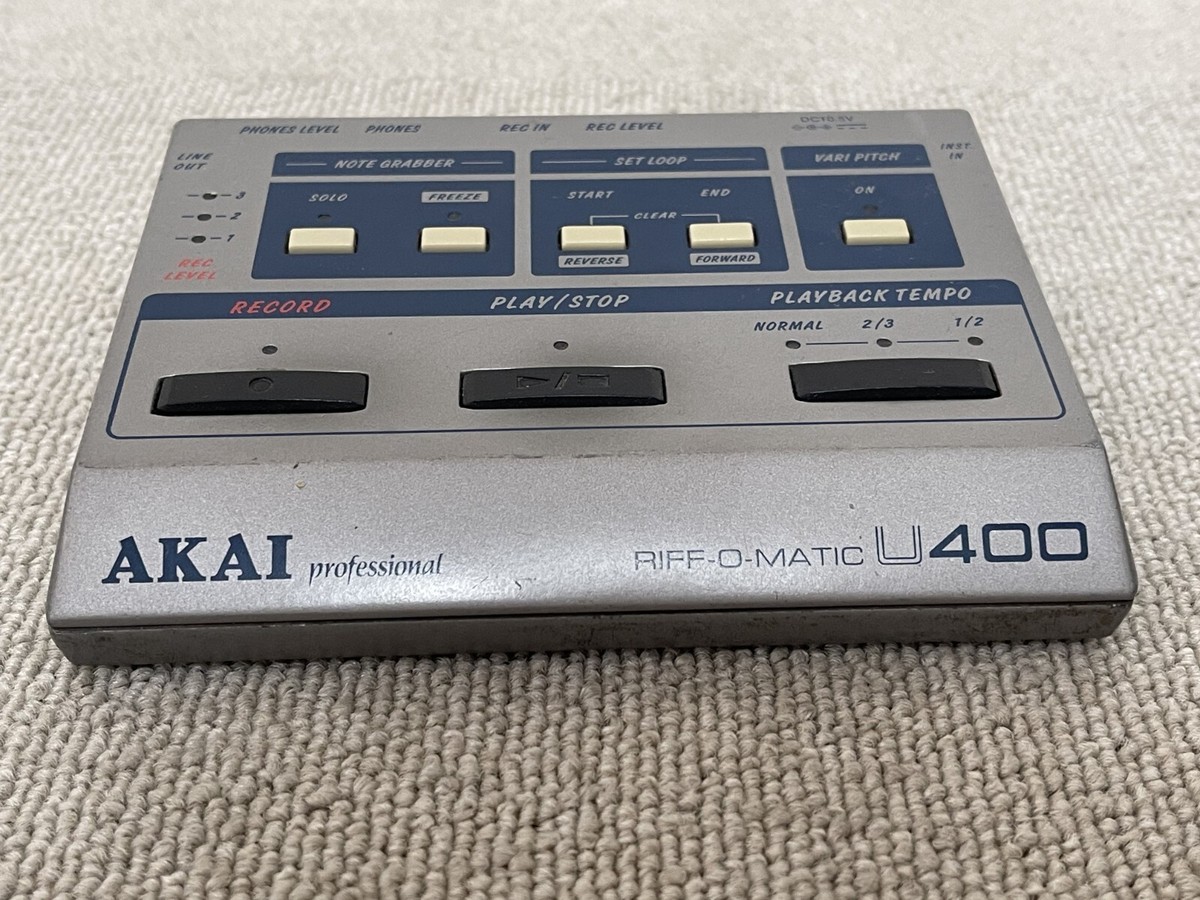 PHONES LEVEL PHONES REC IN REC LEVEL DC10.5V
LINE OUT
INST. IN
NOTE GRABBER SET LOOP VARI PITCH
SOLO FREEZE START END ON
CLEAR
REVERSE FORWARD
3
2
1
REC LEVEL
RECORD PLAY/STOP PLAYBACK TEMPO
NORMAL 2/3 1/2
AKAI professional RIFF-O-MATIC U400